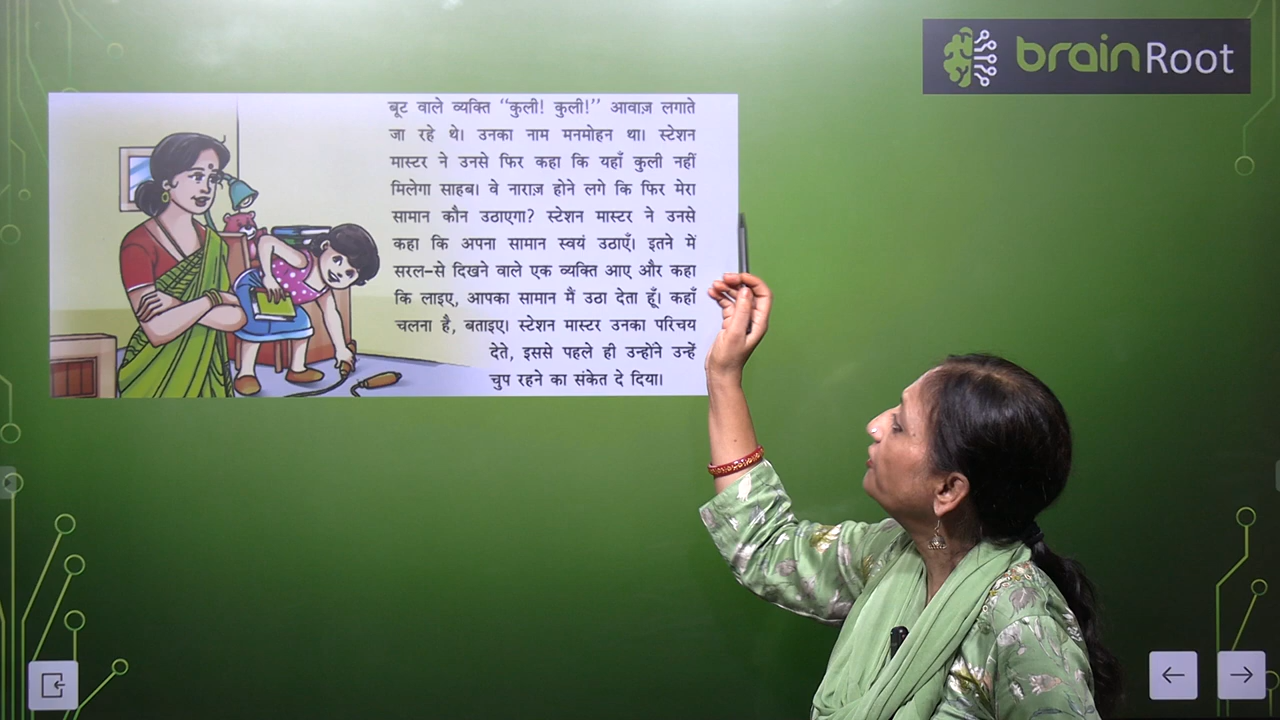 brainRoot
बूट वाले व्यक्ति “कुली! कुली!” आवाज़ लगाते
जा रहे थे। उनका नाम मनमोहन था। स्टेशन
मास्टर ने उनसे फिर कहा कि यहाँ कुली नहीं
मिलेगा साहब। वे नाराज़ होने लगे कि फिर मेरा
सामान कौन उठाएगा? स्टेशन मास्टर ने उनसे
कहा कि अपना सामान स्वयं उठाएँ। इतने में
सरल-से दिखने वाले एक व्यक्ति आए और कहा
कि लाइए, आपका सामान मैं उठा देता हूँ। कहाँ
चलना है, बताइए। स्टेशन मास्टर उनका परिचय
देते, इससे पहले ही उन्होंने उन्हें
चुप रहने का संकेत दे दिया।